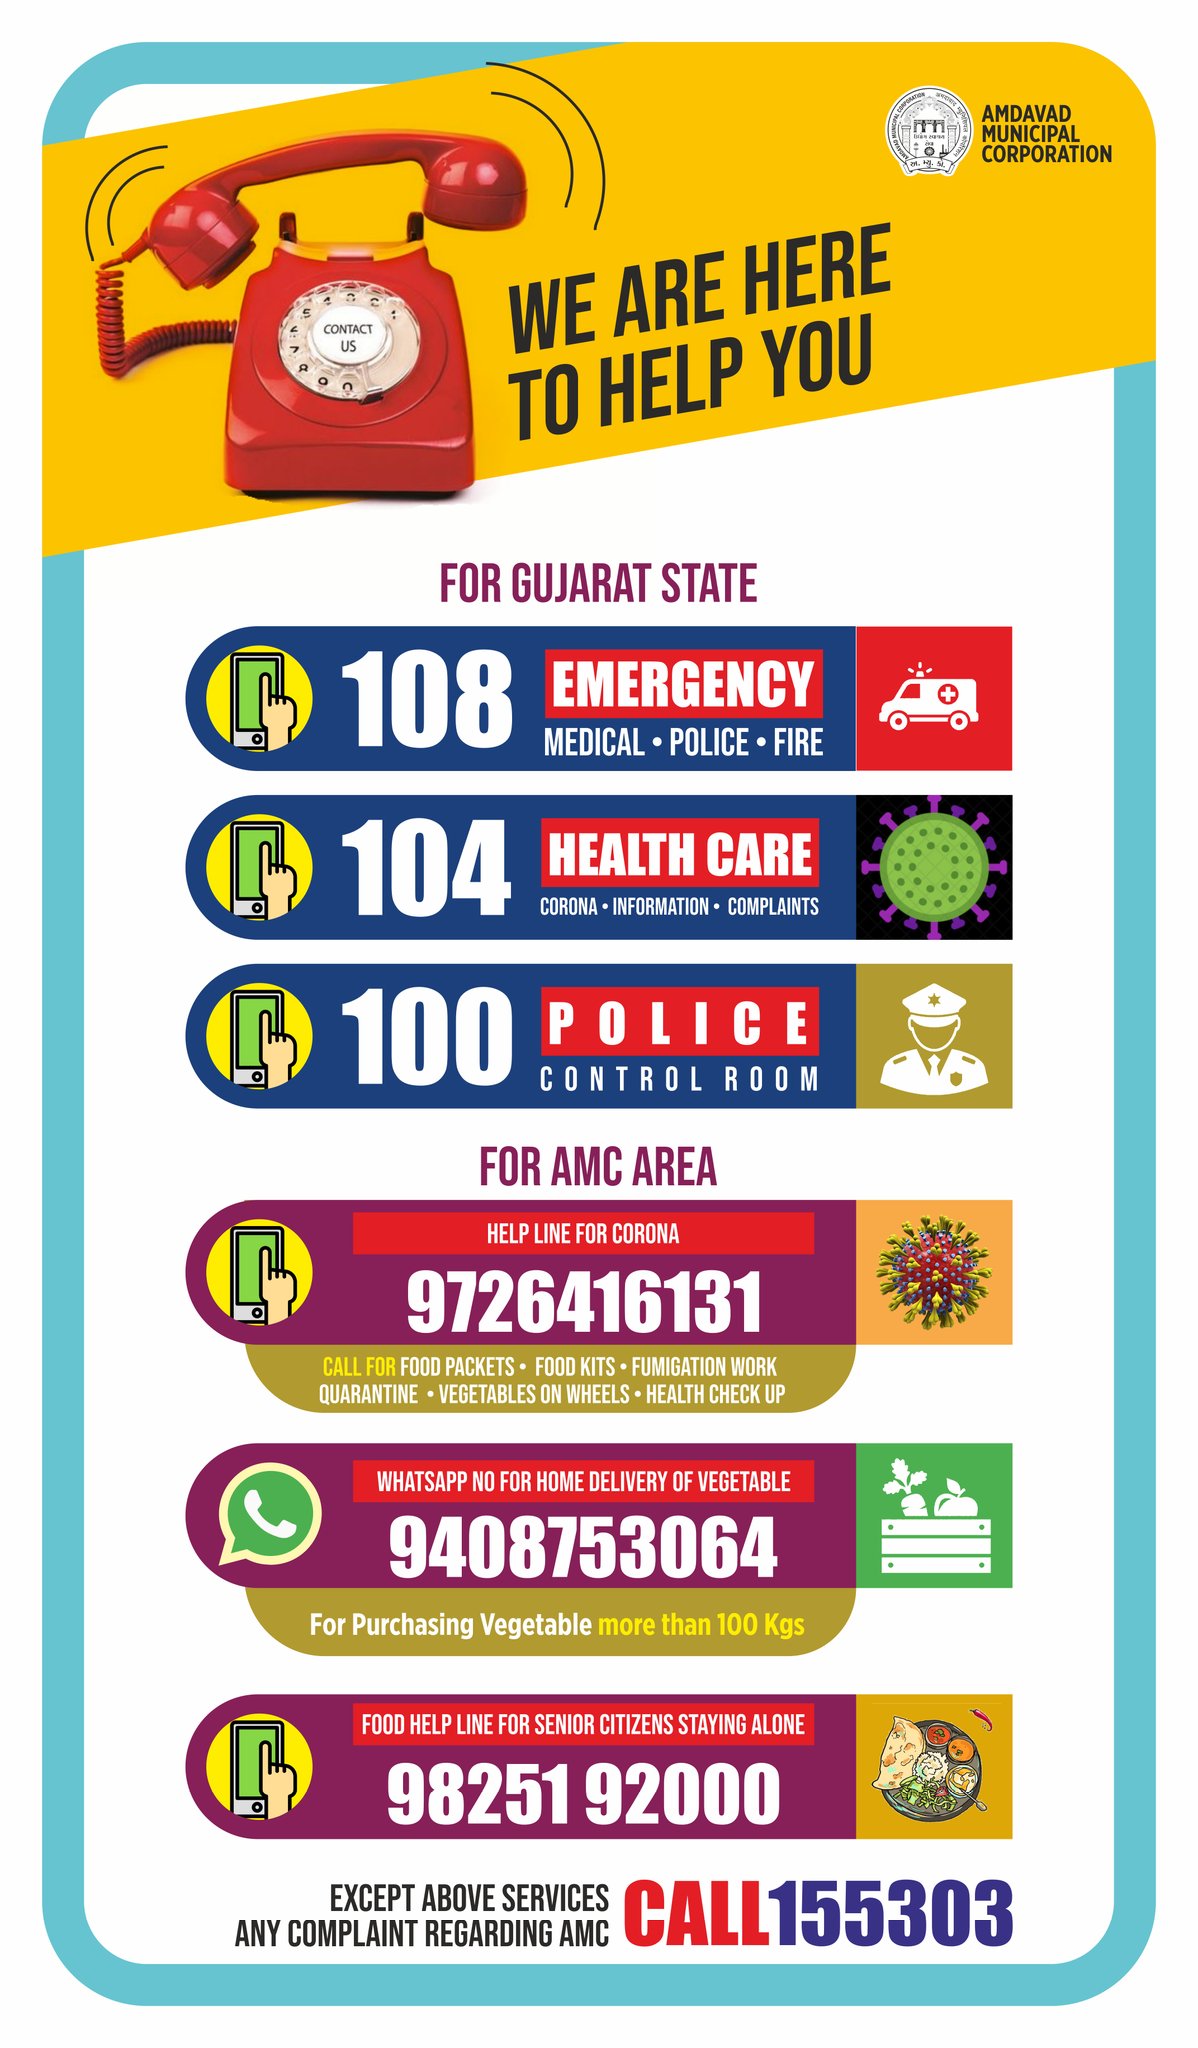 AMDAVAD
MUNICIPAL
CORPORATION
CONTACT
US
WE ARE HERE
TO HELP YOU
FOR GUJARAT STATE
108
EMERGENCY
MEDICAL • POLICE • FIRE
104
HEALTH CARE
CORONA • INFORMATION • COMPLAINTS
100
POLICE
CONTROL ROOM
FOR AMC AREA
HELP LINE FOR CORONA
9726416131
CALL FOR FOOD PACKETS • FOOD KITS • FUMIGATION WORK
QUARANTINE • VEGETABLES ON WHEELS • HEALTH CHECK UP
WHATSAPP NO FOR HOME DELIVERY OF VEGETABLE
9408753064
For Purchasing Vegetable more than 100 Kgs
FOOD HELP LINE FOR SENIOR CITIZENS STAYING ALONE
98251 92000
EXCEPT ABOVE SERVICES
ANY COMPLAINT REGARDING AMC
CALL 155303